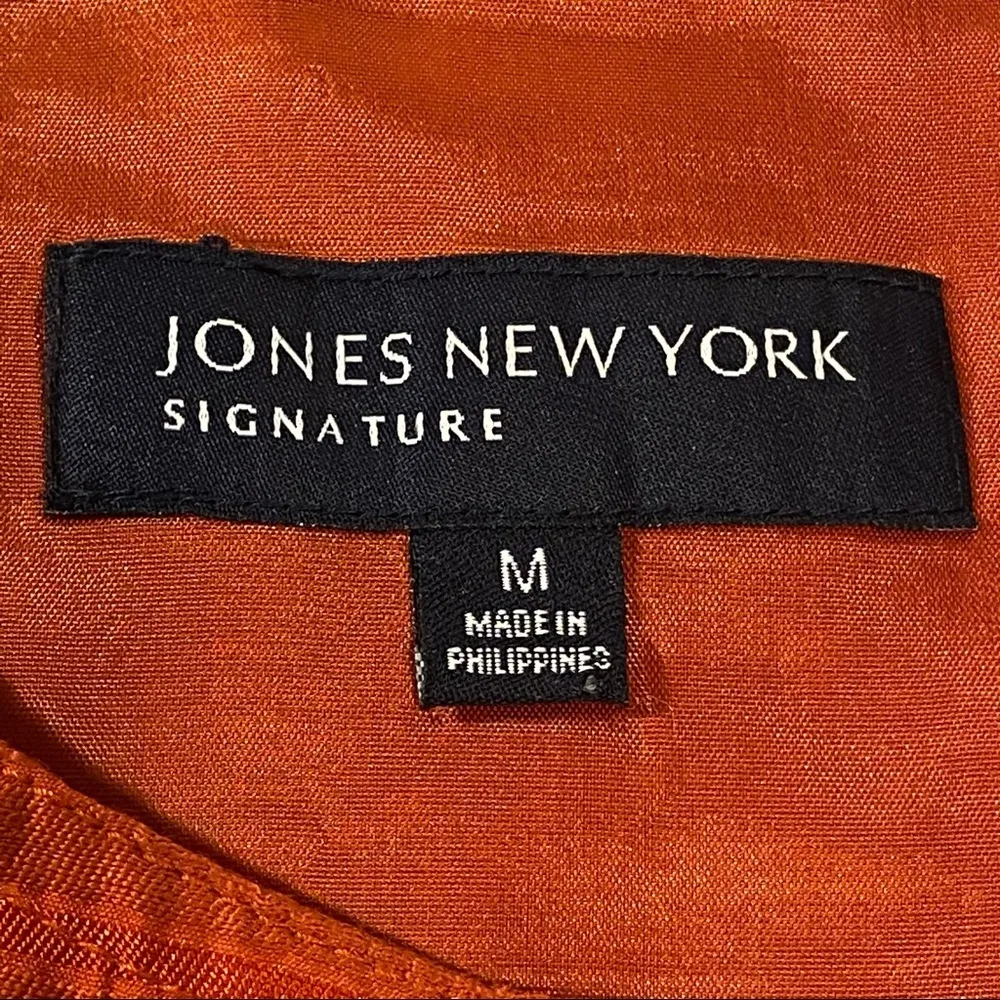 JONES NEW YORK
SIGNATURE
M
MADE IN
PHILIPPINES